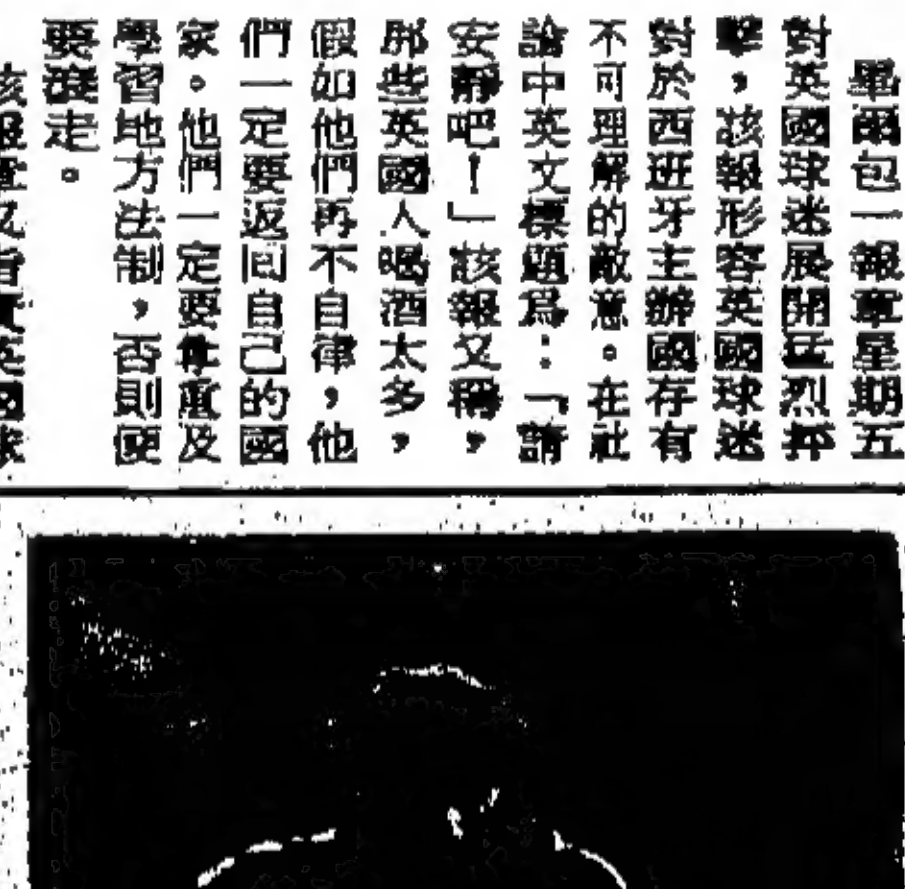 畢爾包一報章星期五
對英國球迷展開猛烈抨
擊，該報形容英國球迷
對於西班牙主辦國存有
不可理解的敵意。在社
論中英文標題爲：「請
安靜吧！」該報又稱，
那些英國人喝酒太多，
假如他們再不自律，他
們一定要返回自己的國
家。他們一定要尊重及
學習地方法制，否則便
要滾走。